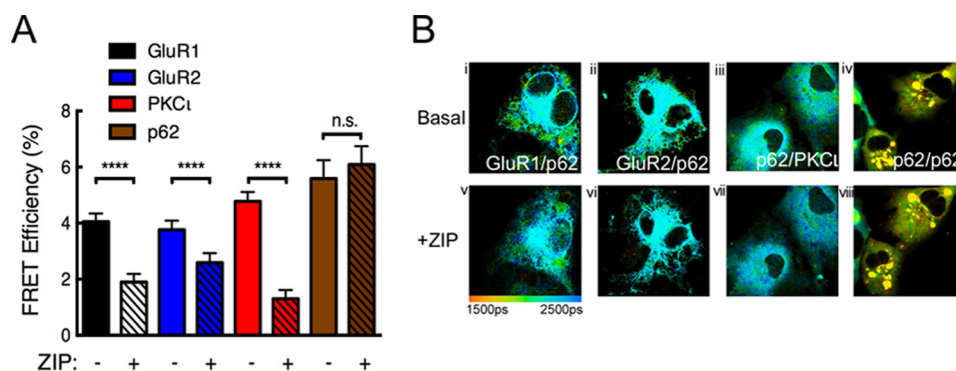 A
GluR1
GluR2
PKCι
p62
FRET Efficiency (%)
8
6
4
2
0
****
****
****
n.s.
ZIP: - + - + - + - +
B
Basal
+ZIP
i
ii
iii
iv
GluR1/p62
GluR2/p62
p62/PKCι
p62/p62
v
vi
vii
viii
1500ps 2500ps